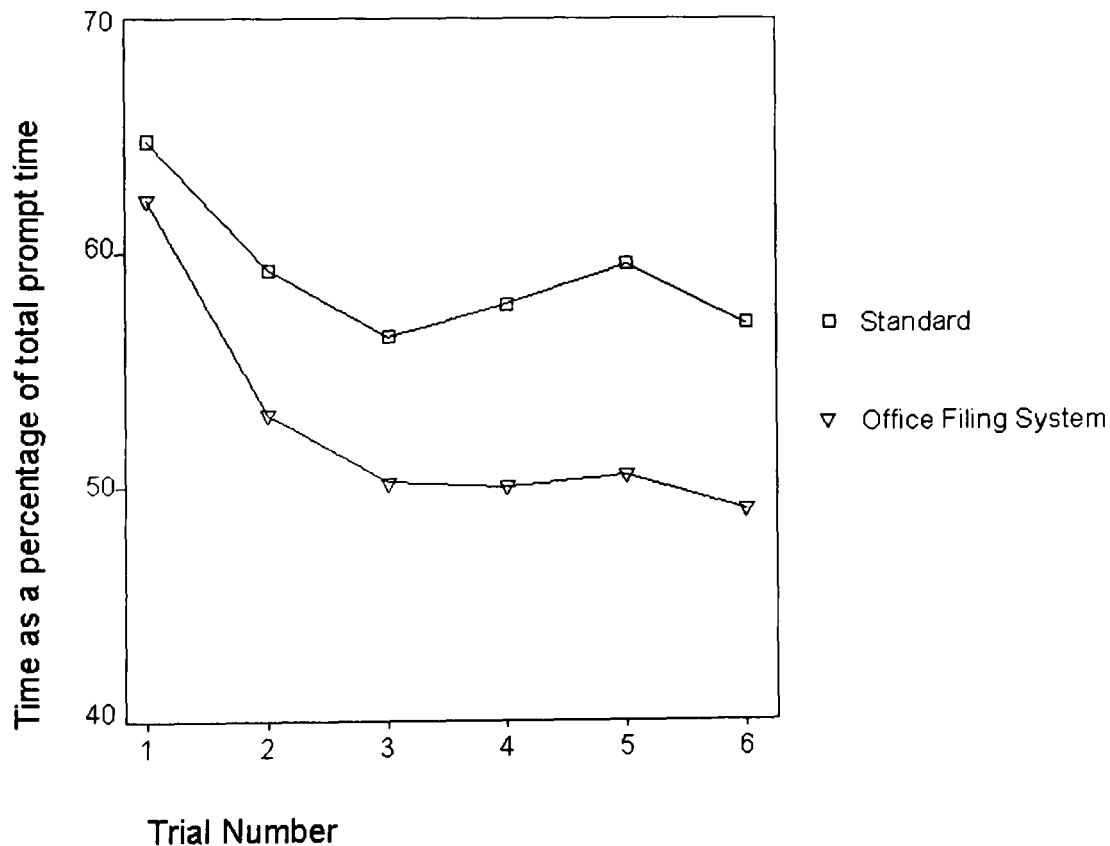 Time as a percentage of total prompt time
70
60
50
40
1 2 3 4 5 6
Trial Number
Standard
Office Filing System